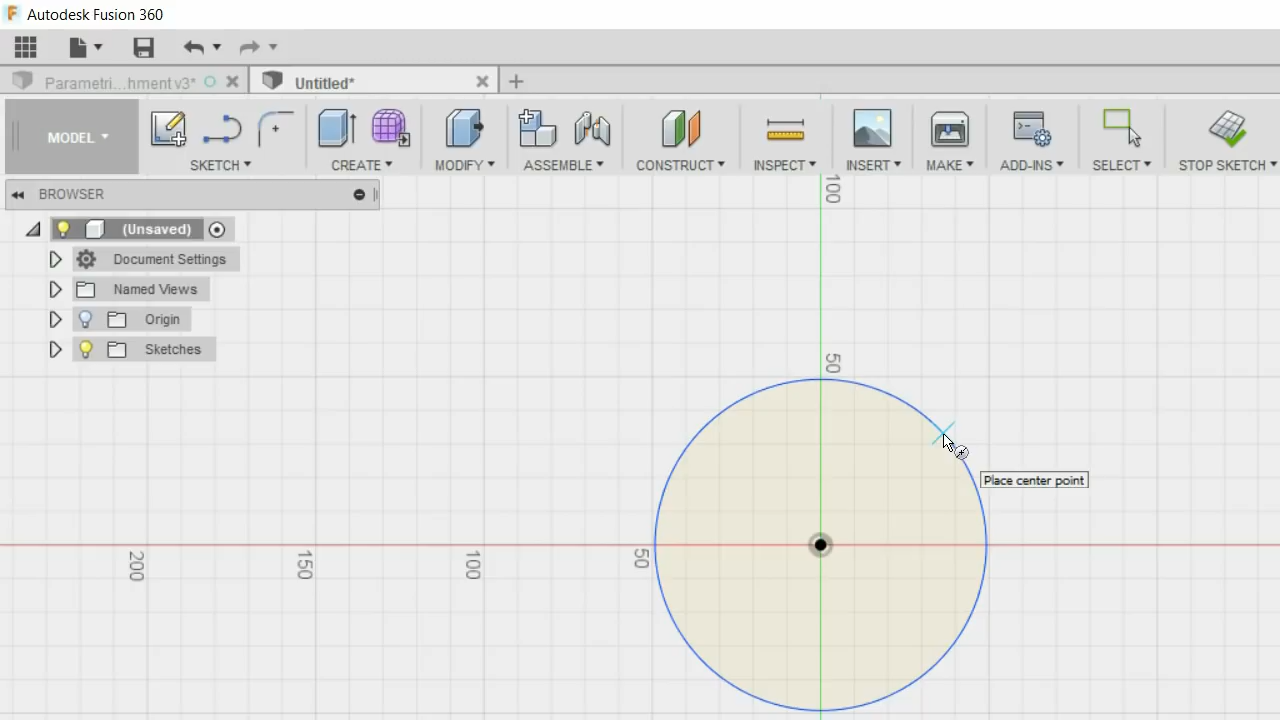 Autodesk Fusion 360
Parametri...hment v3*
Untitled*
MODEL
SKETCH
CREATE
MODIFY
ASSEMBLE
CONSTRUCT
INSPECT
INSERT
MAKE
ADD-INS
SELECT
STOP SKETCH
BROWSER
(Unsaved)
Document Settings
Named Views
Origin
Sketches
100
50
Place center point
200
150
100
50